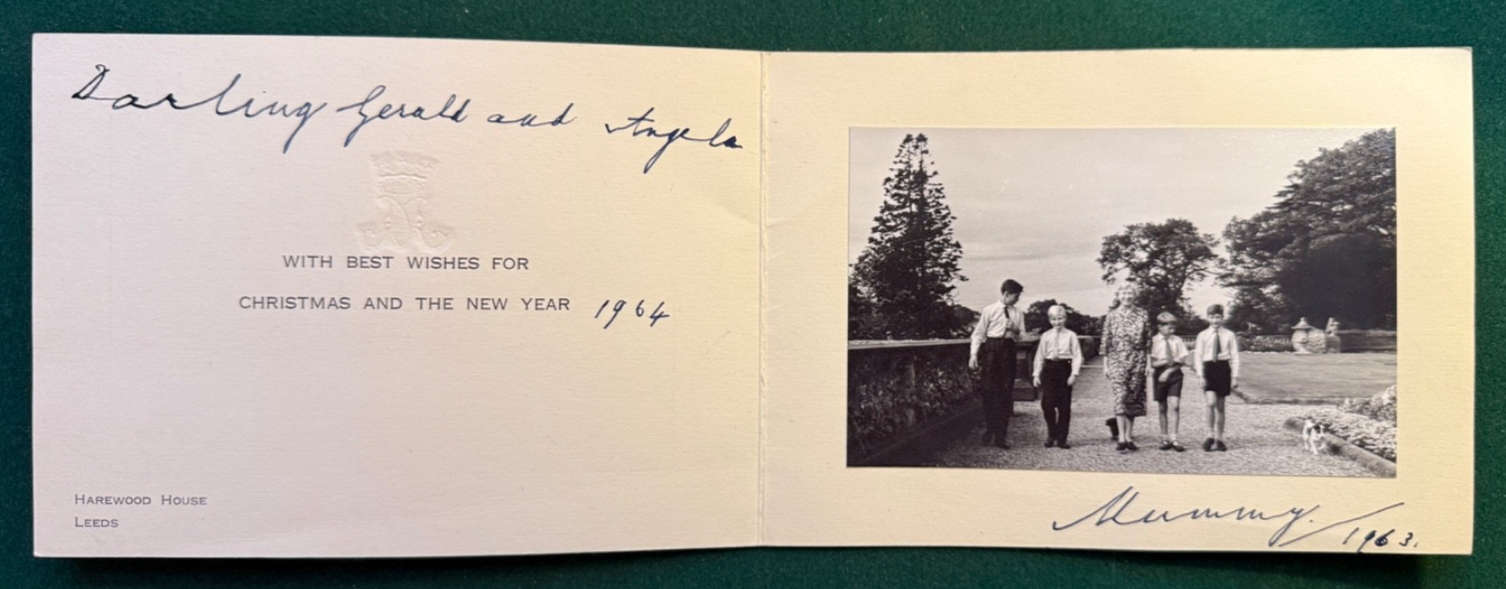 Darling Gerald and Angela
WITH BEST WISHES FOR
CHRISTMAS AND THE NEW YEAR 1964
HAREWOOD HOUSE
LEEDS
Mummy.
1963.